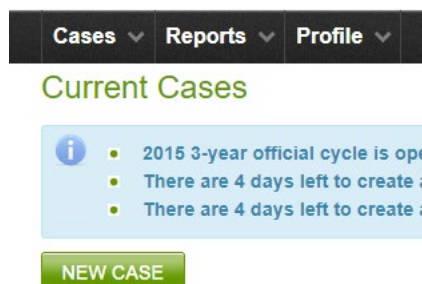 Cases Reports Profile
Current Cases
2015 3-year official cycle is ope
There are 4 days left to create a
There are 4 days left to create a
NEW CASE